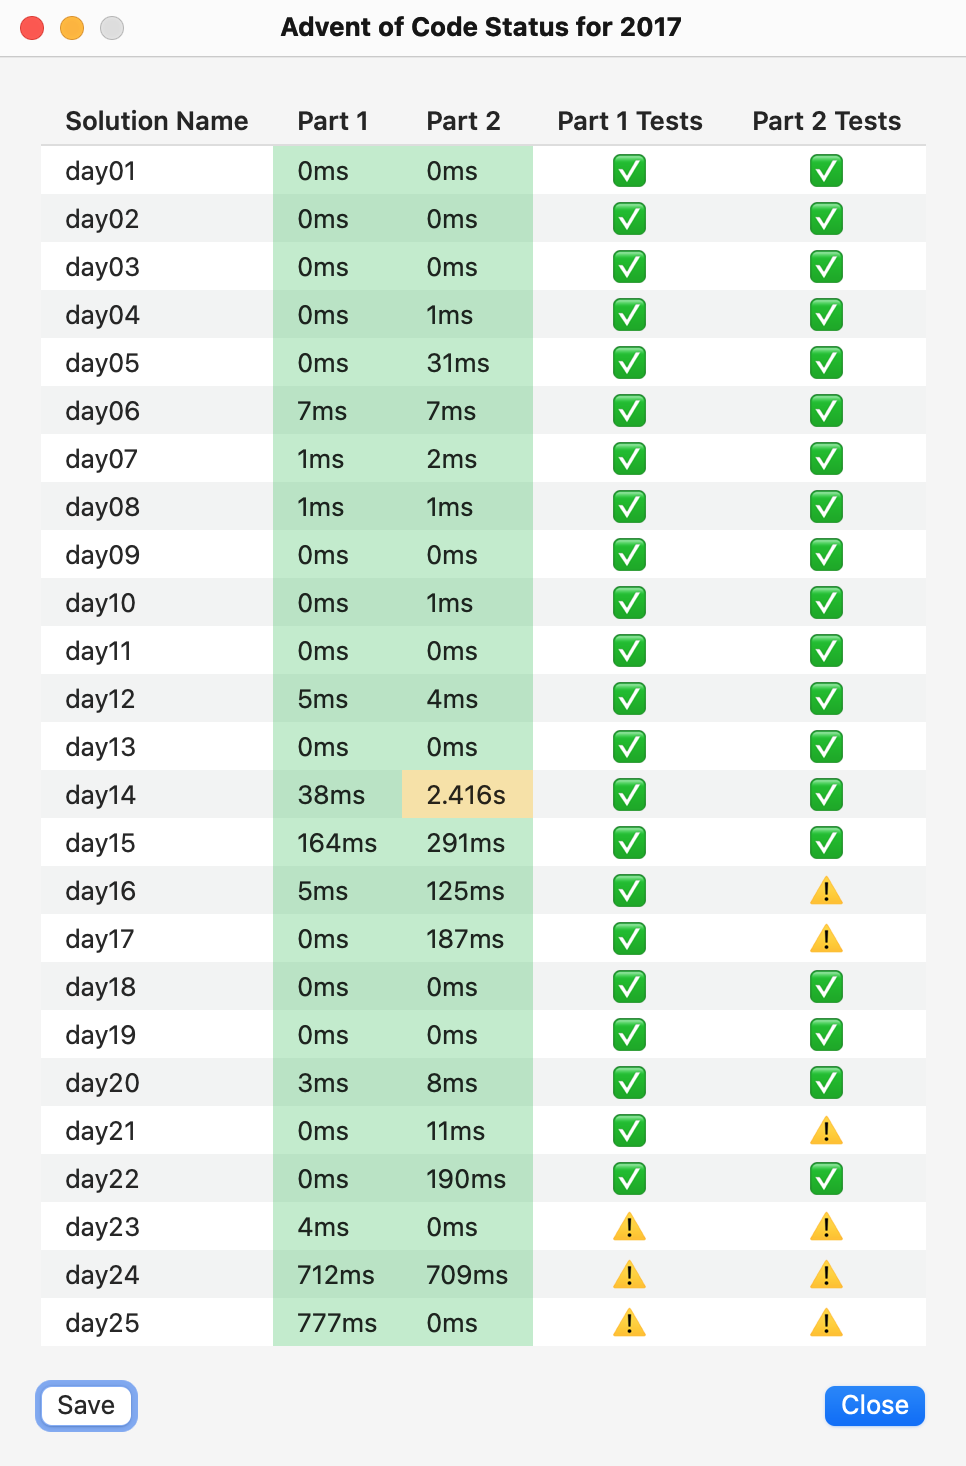 Advent of Code Status for 2017
Solution Name Part 1 Part 2 Part 1 Tests Part 2 Tests
day01 0ms 0ms ✅ ✅
day02 0ms 0ms ✅ ✅
day03 0ms 0ms ✅ ✅
day04 0ms 1ms ✅ ✅
day05 0ms 31ms ✅ ✅
day06 7ms 7ms ✅ ✅
day07 1ms 2ms ✅ ✅
day08 1ms 1ms ✅ ✅
day09 0ms 0ms ✅ ✅
day10 0ms 1ms ✅ ✅
day11 0ms 0ms ✅ ✅
day12 5ms 4ms ✅ ✅
day13 0ms 0ms ✅ ✅
day14 38ms 2.416s ✅ ✅
day15 164ms 291ms ✅ ✅
day16 5ms 125ms ✅ ⚠️
day17 0ms 187ms ✅ ⚠️
day18 0ms 0ms ✅ ✅
day19 0ms 0ms ✅ ✅
day20 3ms 8ms ✅ ✅
day21 0ms 11ms ✅ ⚠️
day22 0ms 190ms ✅ ✅
day23 4ms 0ms ⚠️ ⚠️
day24 712ms 709ms ⚠️ ⚠️
day25 777ms 0ms ⚠️ ⚠️
Save Close